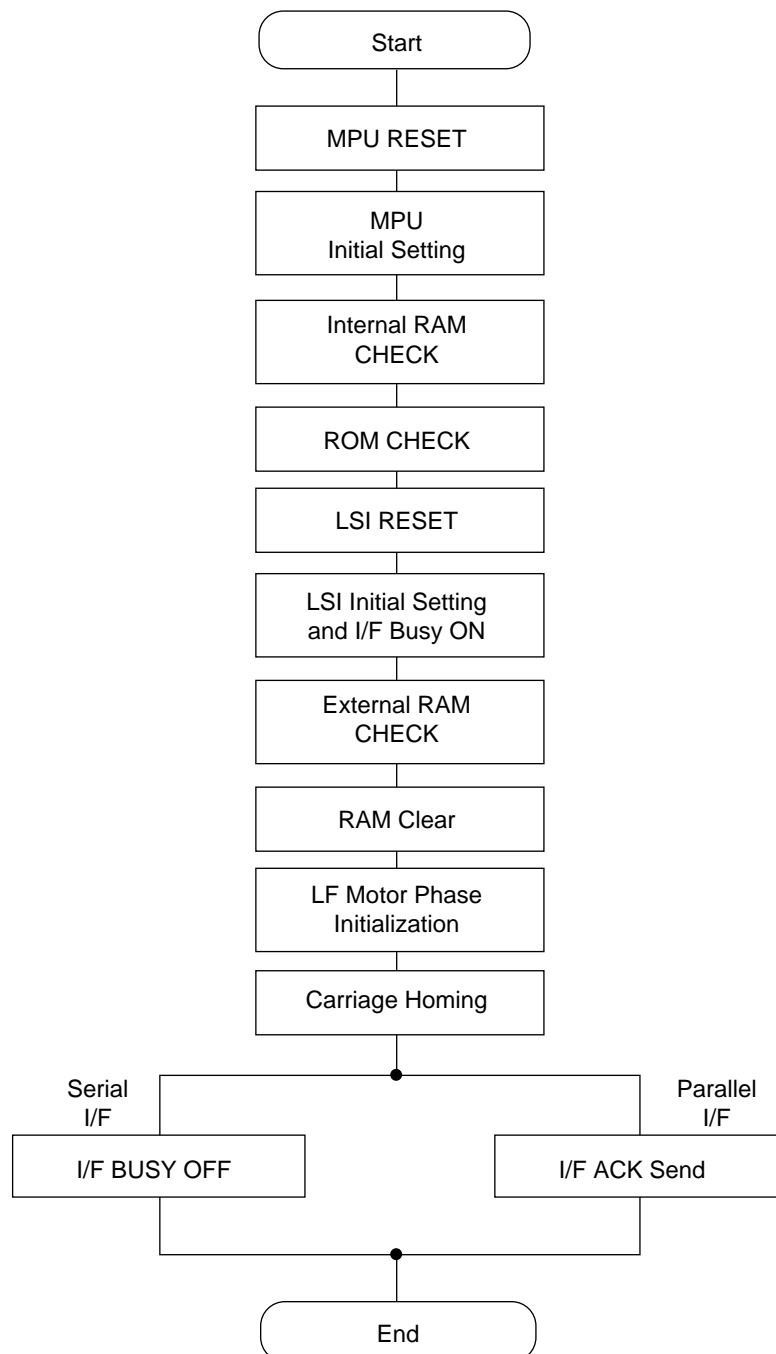 Start
MPU RESET
MPU
Initial Setting
Internal RAM
CHECK
ROM CHECK
LSI RESET
LSI Initial Setting
and I/F Busy ON
External RAM
CHECK
RAM Clear
LF Motor Phase
Initialization
Carriage Homing
Serial
I/F
I/F BUSY OFF
Parallel
I/F
I/F ACK Send
End